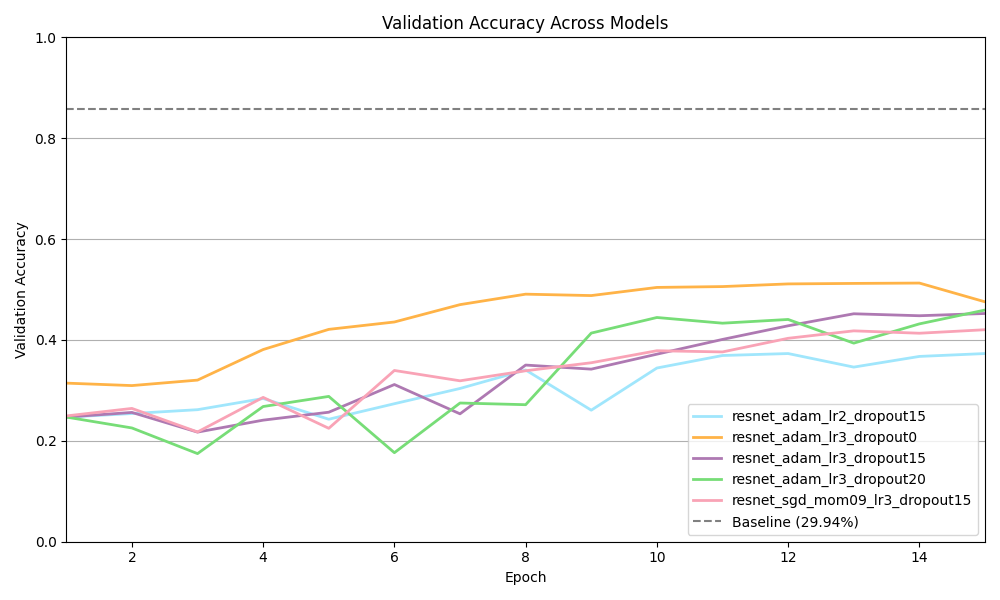 Validation Accuracy Across Models
1.0
0.8
0.6
0.4
0.2
0.0
Validation Accuracy
2 4 6 8 10 12 14
Epoch
resnet_adam_lr2_dropout15
resnet_adam_lr3_dropout0
resnet_adam_lr3_dropout15
resnet_adam_lr3_dropout20
resnet_sgd_mom09_lr3_dropout15
Baseline (29.94%)